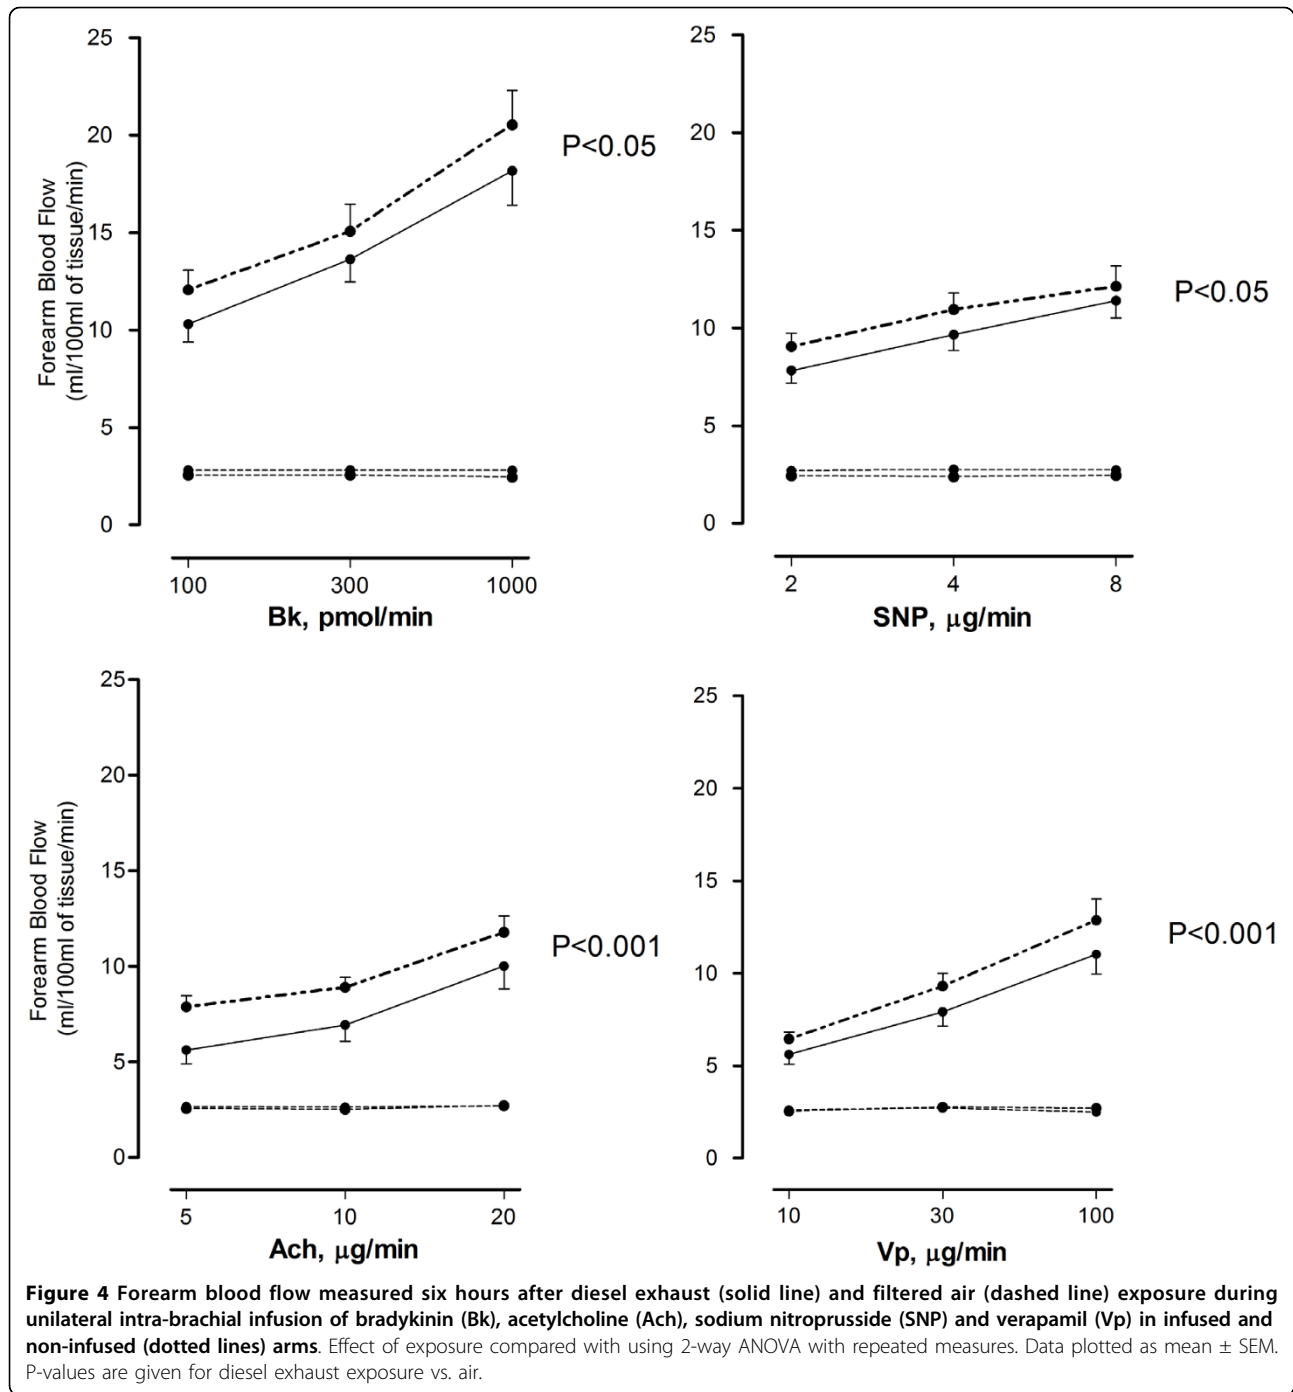 25
20
15
10
5
0
Forearm Blood Flow
(ml/100ml of tissue/min)
P<0.05
100 300 1000
Bk, pmol/min
25
20
15
10
5
0
P<0.05
2 4 8
SNP, μg/min
25
20
15
10
5
0
Forearm Blood Flow
(ml/100ml of tissue/min)
P<0.001
5 10 20
Ach, μg/min
25
20
15
10
5
0
P<0.001
10 30 100
Vp, μg/min
Figure 4 Forearm blood flow measured six hours after diesel exhaust (solid line) and filtered air (dashed line) exposure during
unilateral intra-brachial infusion of bradykinin (Bk), acetylcholine (Ach), sodium nitroprusside (SNP) and verapamil (Vp) in infused and
non-infused (dotted lines) arms. Effect of exposure compared with using 2-way ANOVA with repeated measures. Data plotted as mean ± SEM.
P-values are given for diesel exhaust exposure vs. air.